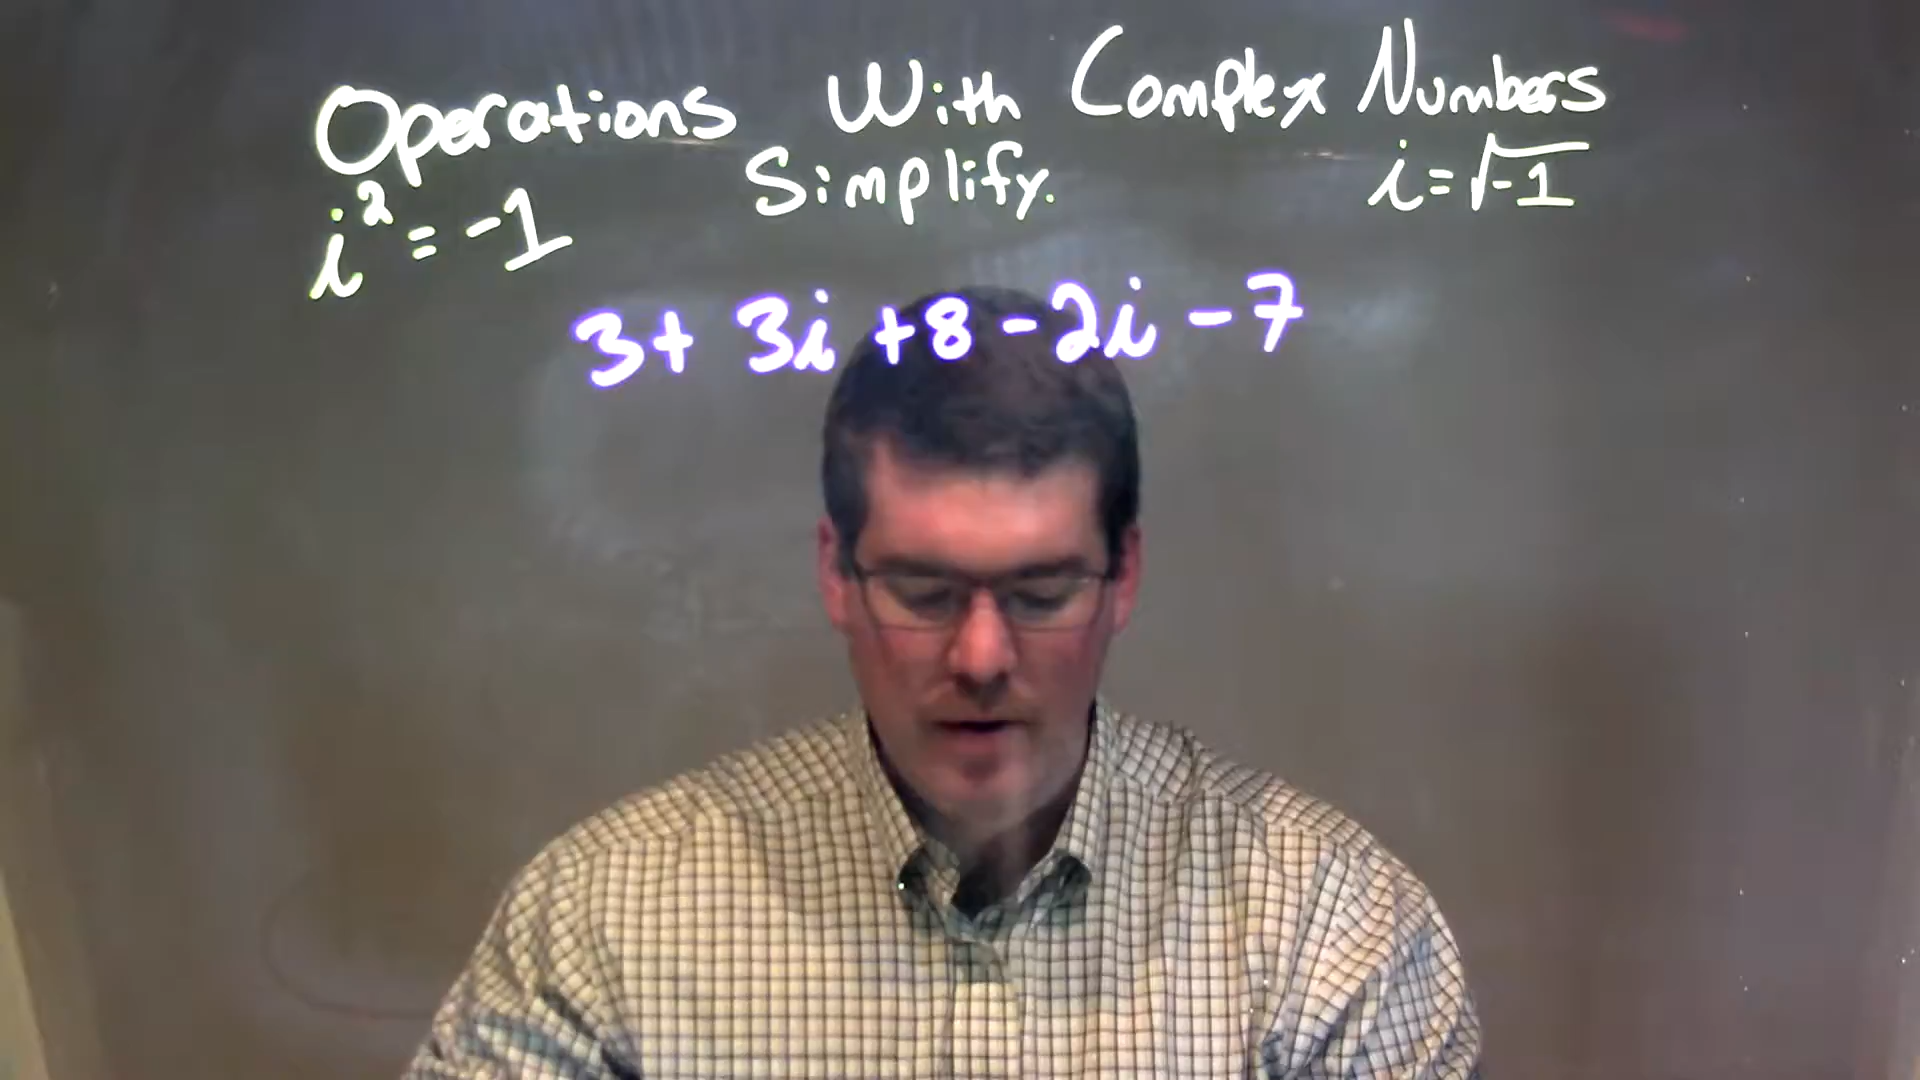 Operations With Complex Numbers
i² = -1 Simplify. i = √-1
3 + 3i + 8 - 2i - 7